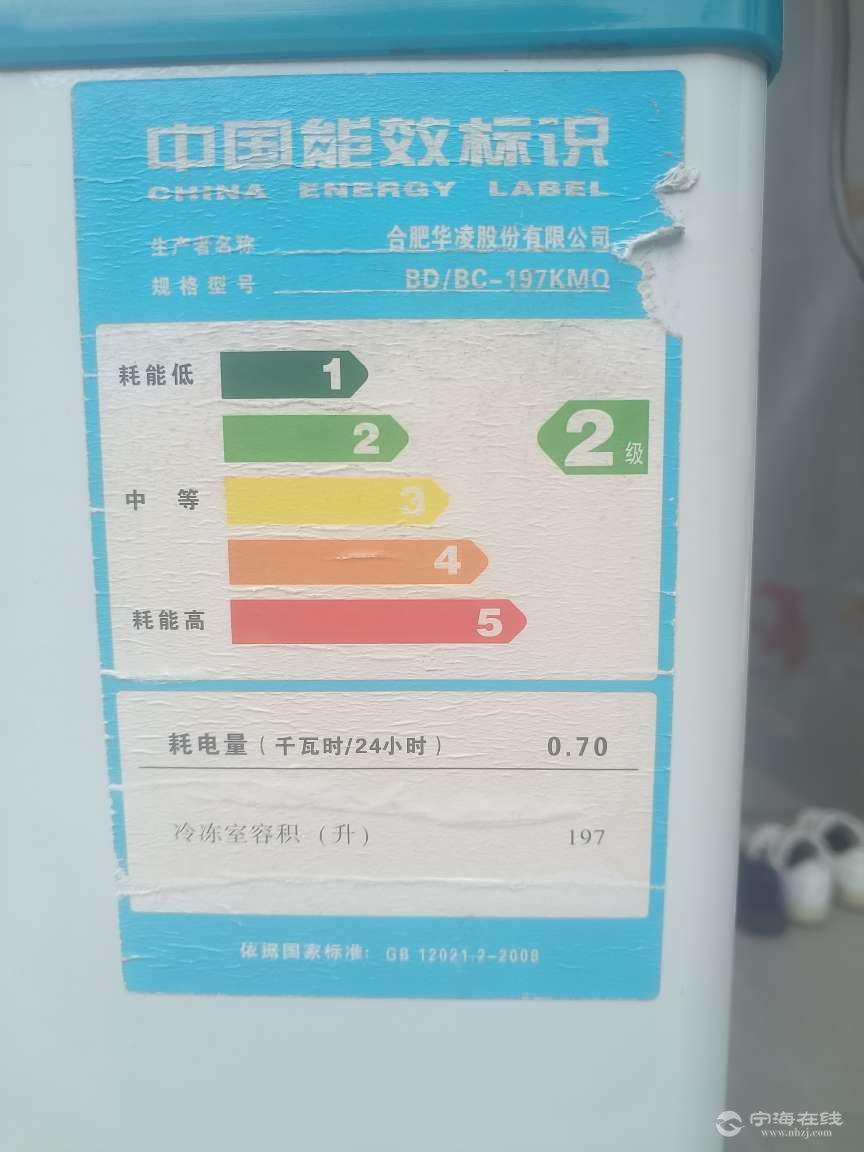 中国能效标识
CHINA ENERGY LABEL
生产者名称 合肥华凌股份有限公司
规格型号 BD/BC-197KMQ
耗能低 1
2 2级
中 等 3
4
耗能高 5
耗电量（千瓦时/24小时） 0.70
冷冻室容积（升） 197
依据国家标准：GB 12021.2-2008
宁海在线
www.nhzj.com